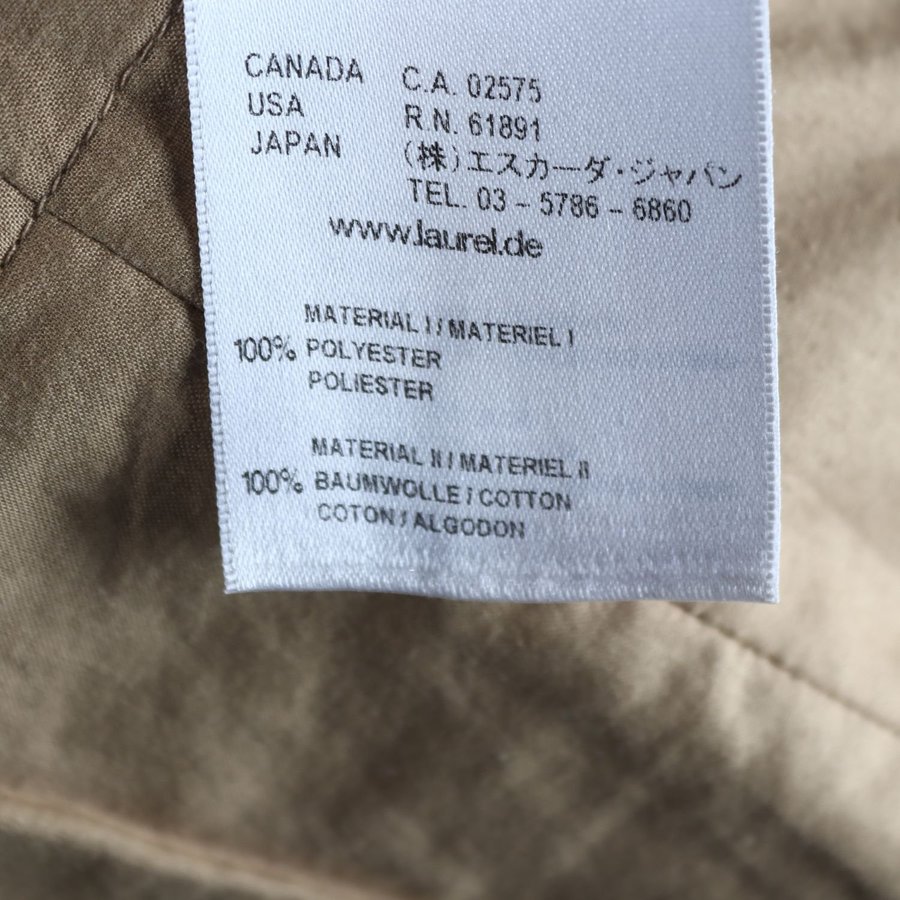 CANADA C.A. 02575
USA R.N. 61891
JAPAN (株)エスカーダ・ジャパン
TEL. 03 - 5786 - 6860
www.laurel.de
MATERIAL I / MATERIEL I
100% POLYESTER
POLIESTER
MATERIAL II / MATERIEL II
100% BAUMWOLLE / COTTON
COTON / ALGODON